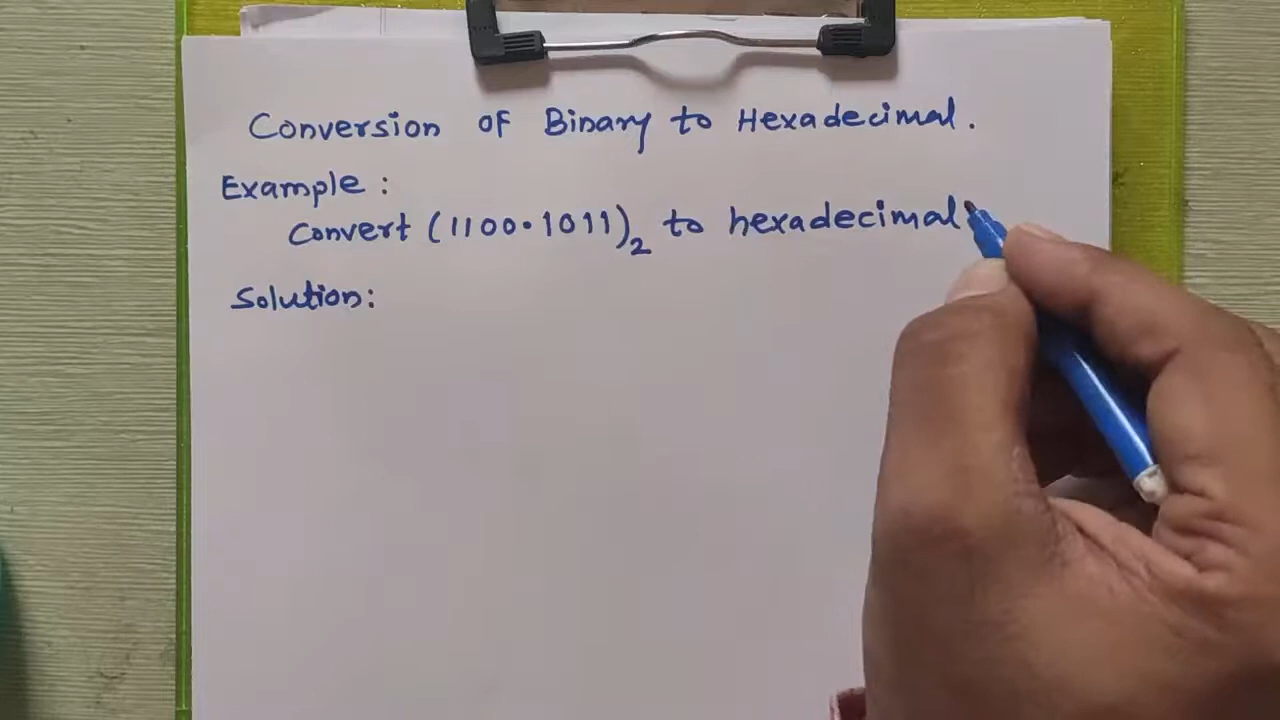 Conversion of Binary to Hexadecimal.
Example:
Convert (1100.1011)₂ to hexadecimal
Solution: